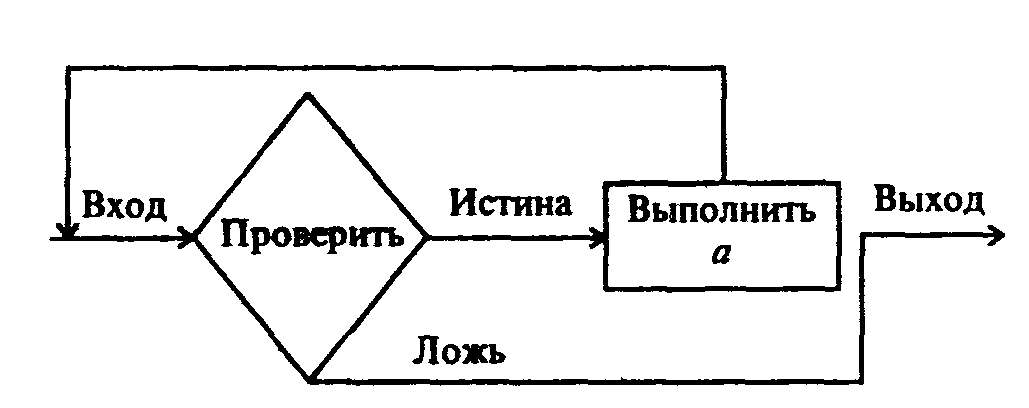 Вход
Проверить
Истина
Выполнить
a
Выход
Ложь